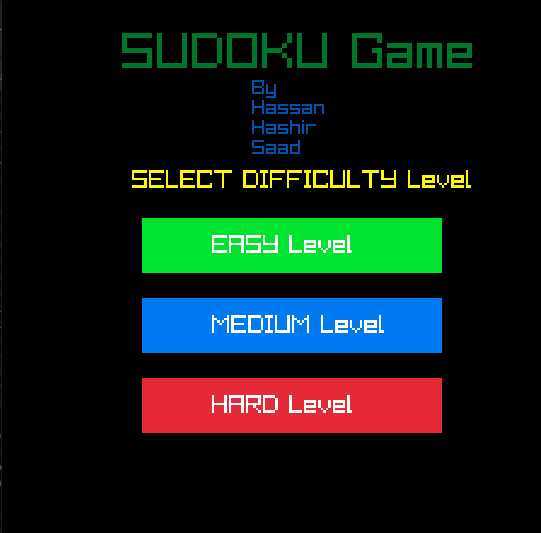 SUDOKU Game
By
Hassan
Hashir
Saad
SELECT DIFFICULTY Level
EASY Level
MEDIUM Level
HARD Level